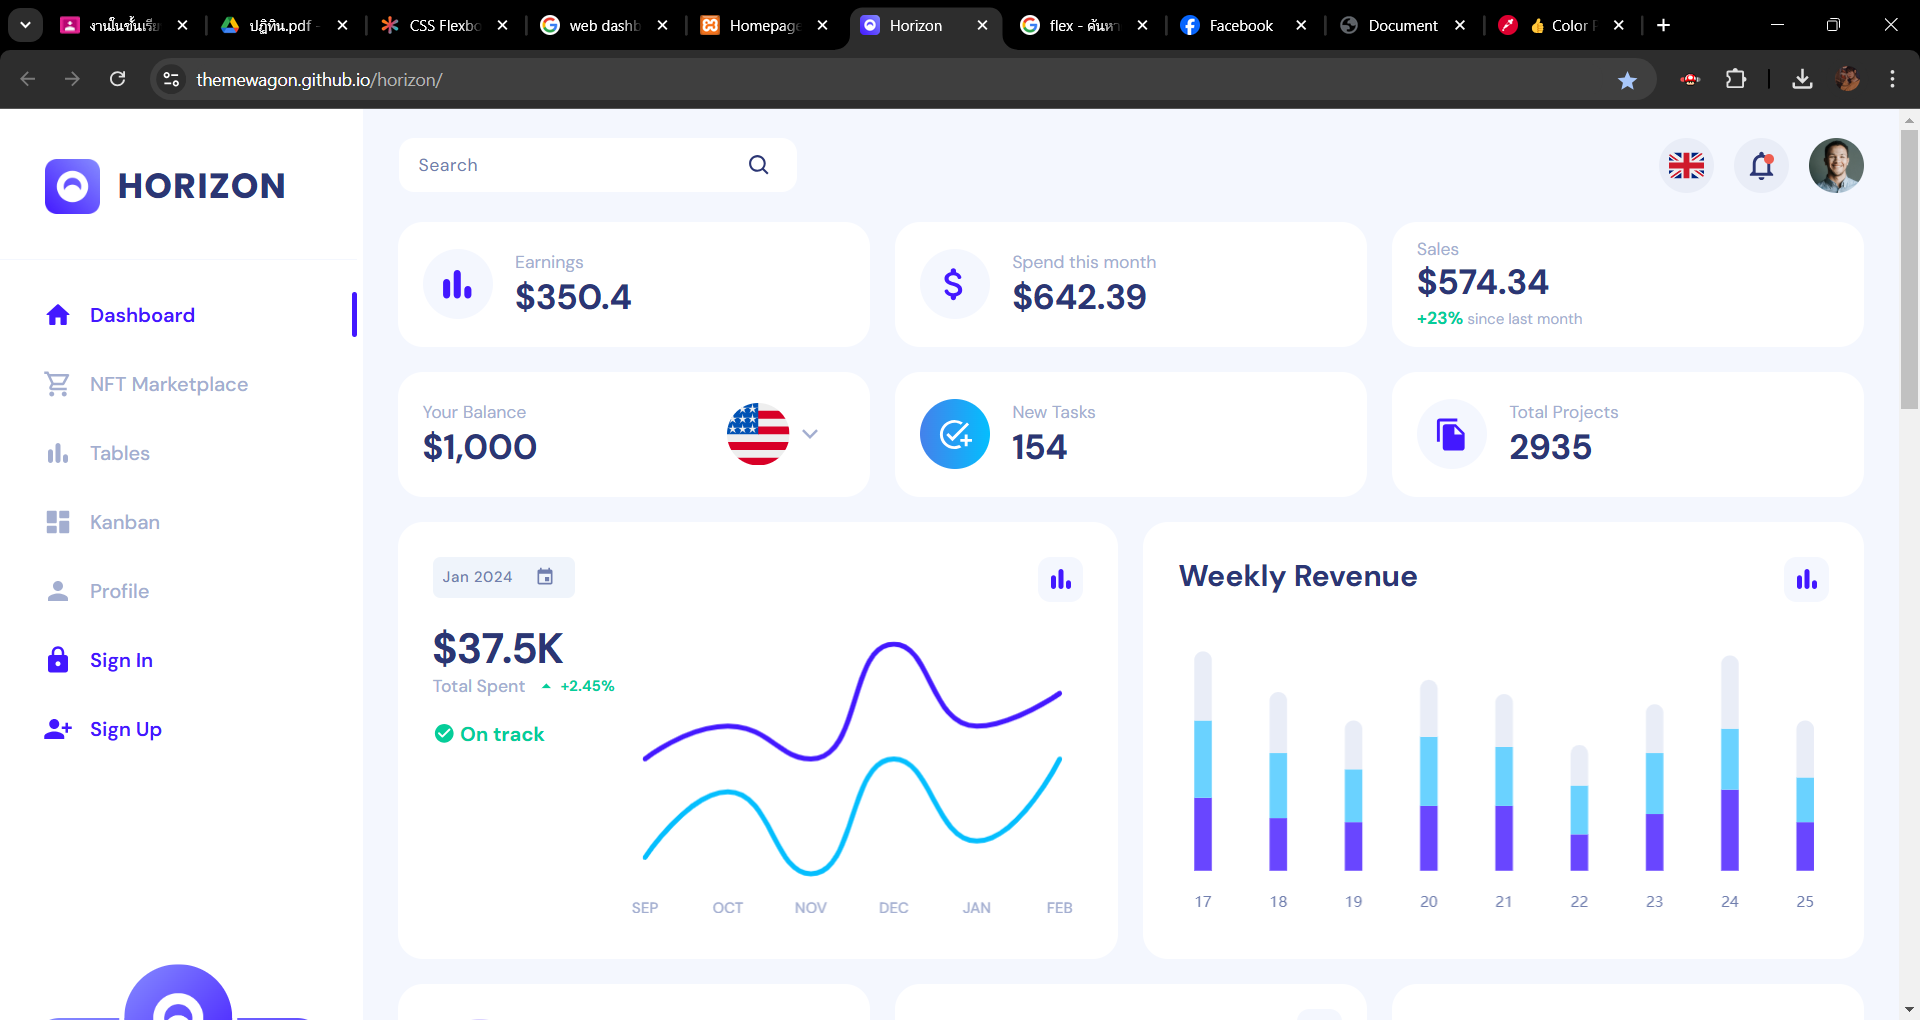 งานในชั้นเรีย
ปฏิทิน.pdf -
CSS Flexbo
web dashb
Homepage
Horizon
flex - ค้นหา
Facebook
Document
Color P
themewagon.github.io/horizon/
HORIZON
Dashboard
NFT Marketplace
Tables
Kanban
Profile
Sign In
Sign Up
Search
Earnings
$350.4
Spend this month
$642.39
Sales
$574.34
+23% since last month
Your Balance
$1,000
New Tasks
154
Total Projects
2935
Jan 2024
$37.5K
Total Spent +2.45%
On track
SEP OCT NOV DEC JAN FEB
Weekly Revenue
17 18 19 20 21 22 23 24 25